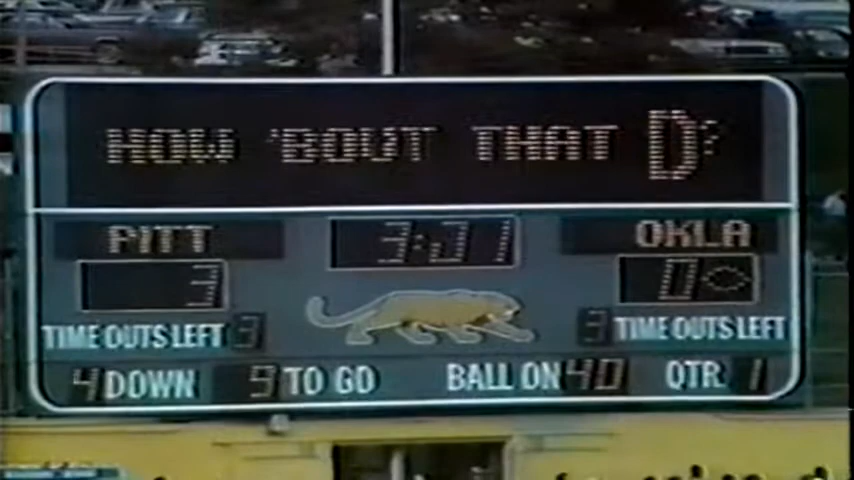 HOW 'BOUT THAT D?
PITT 3:31 OKLA
3 0
TIME OUTS LEFT 3 3 TIME OUTS LEFT
4 DOWN 9 TO GO BALL ON 40 QTR 1